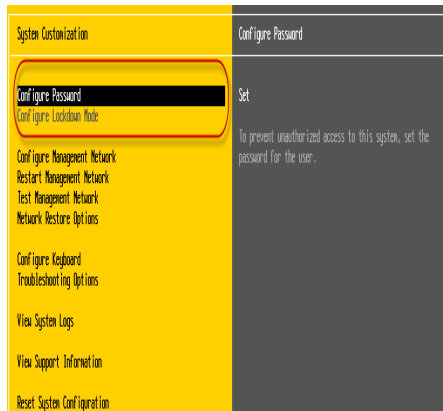 System Customization
Configure Password
Configure Lockdown Mode
Configure Management Network
Restart Management Network
Test Management Network
Network Restore Options
Configure Keyboard
Troubleshooting Options
View System Logs
View Support Information
Reset System Configuration
Configure Password
Set
To prevent unauthorized access to this system, set the
password for the user.